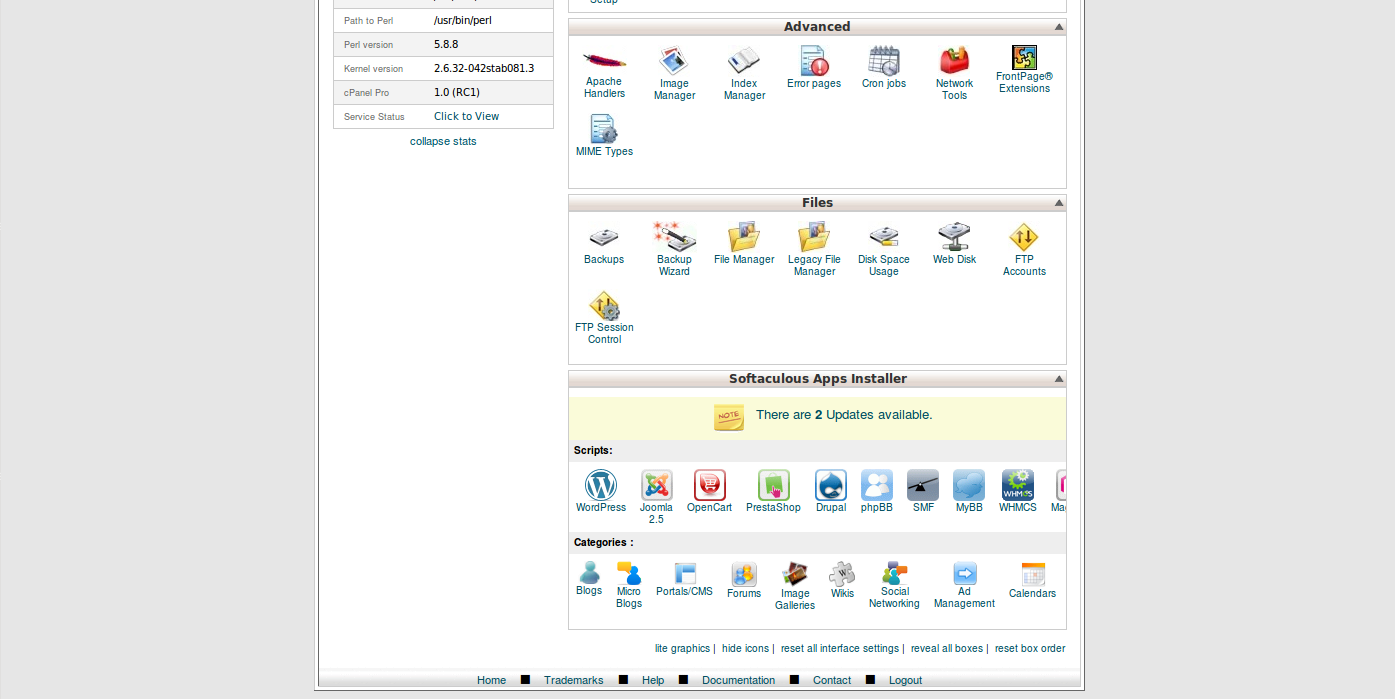 Path to Perl /usr/bin/perl
Perl version 5.8.8
Kernel version 2.6.32-042stab081.3
cPanel Pro 1.0 (RC1)
Service Status Click to View
collapse stats
Setup
Advanced
Apache Handlers
Image Manager
Index Manager
Error pages
Cron jobs
Network Tools
FrontPage® Extensions
MIME Types
Files
Backups
Backup Wizard
File Manager
Legacy File Manager
Disk Space Usage
Web Disk
FTP Accounts
FTP Session Control
Softaculous Apps Installer
NOTE There are 2 Updates available.
Scripts:
WHMCS
WordPress Joomla 2.5 OpenCart PrestaShop Drupal phpBB SMF MyBB WHMCS
Categories :
W
Blogs
Micro Blogs
Portals/CMS
Forums
Image Galleries
Wikis
Social Networking
Ad Management
Calendars
lite graphics | hide icons | reset all interface settings | reveal all boxes | reset box order
Home ■ Trademarks ■ Help ■ Documentation ■ Contact ■ Logout